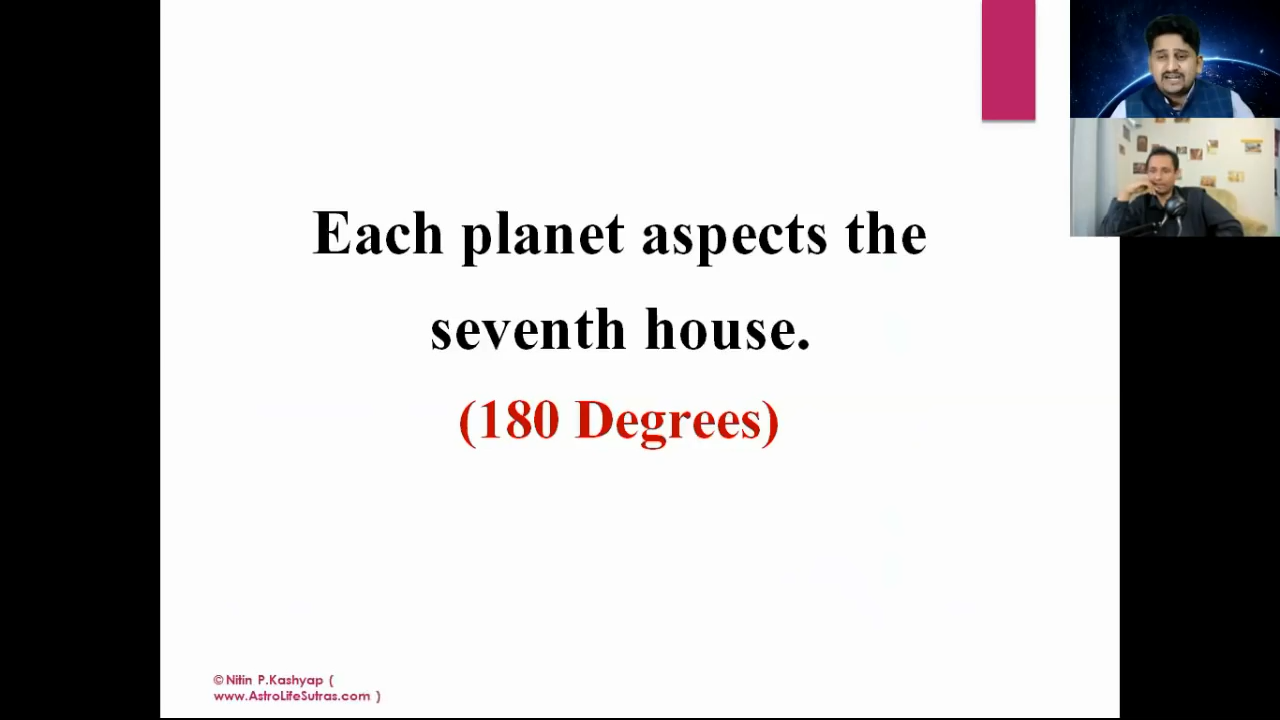 Each planet aspects the
seventh house.
(180 Degrees)
© Nitin P.Kashyap (
www.AstroLifeSutras.com )